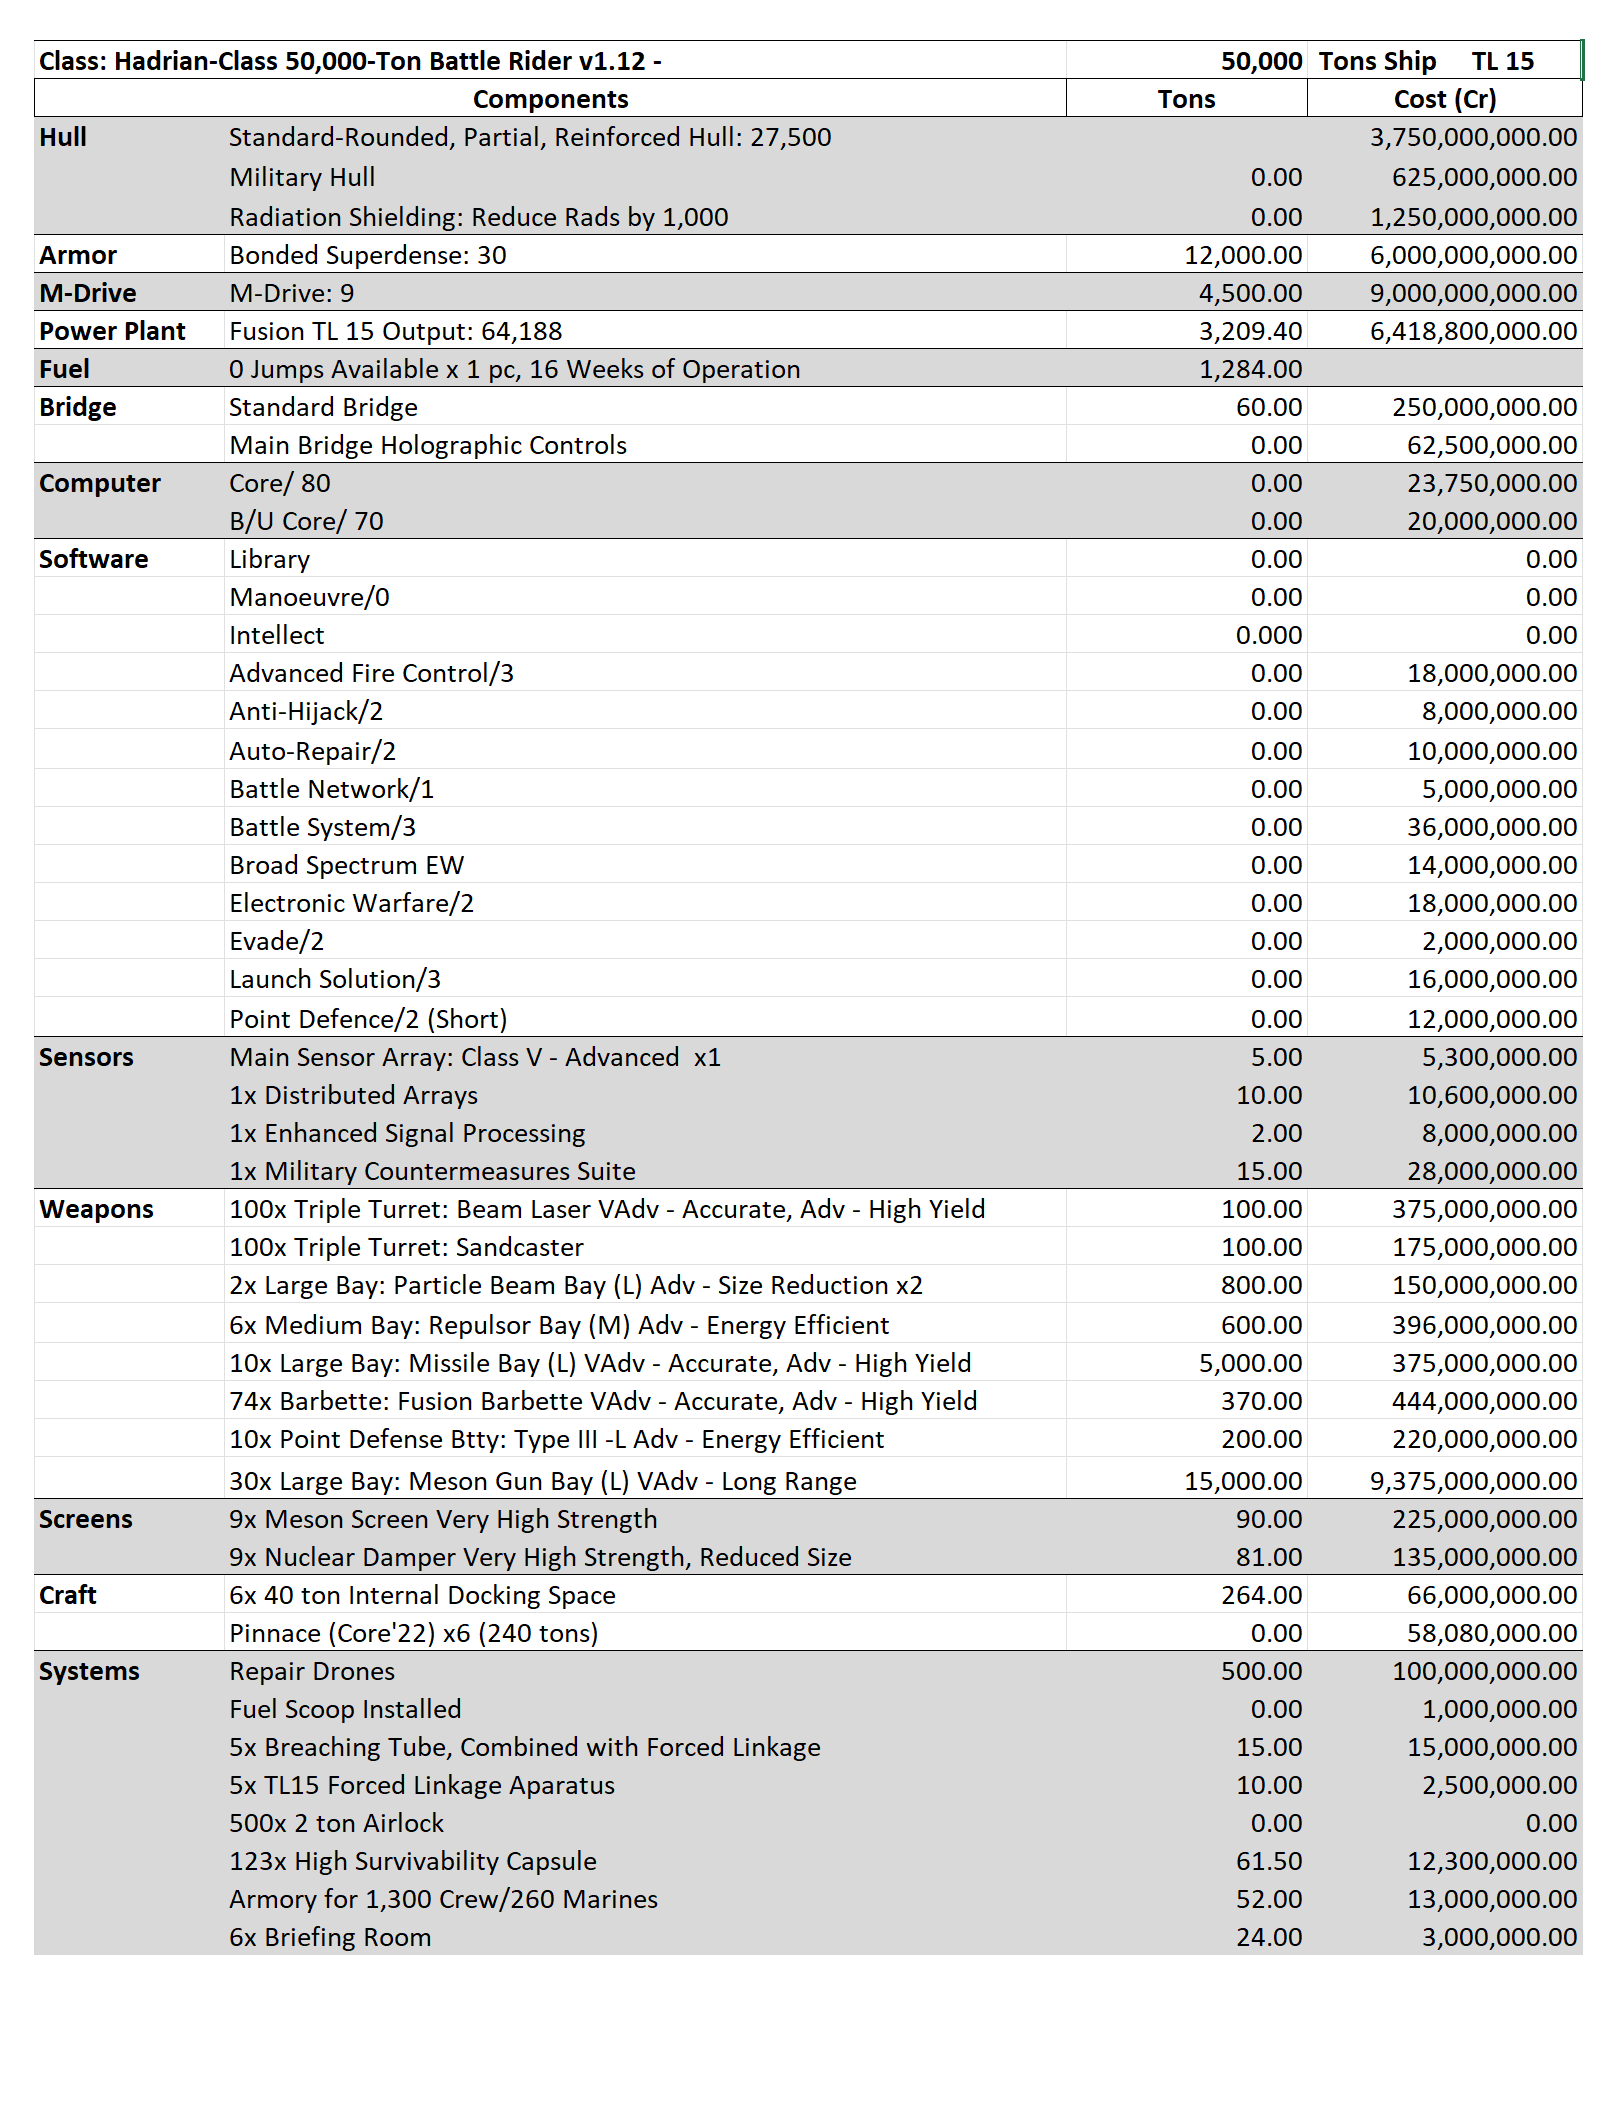 Class: Hadrian-Class 50,000-Ton Battle Rider v1.12 - 50,000 Tons Ship TL 15
Components Tons Cost (Cr)
Hull Standard-Rounded, Partial, Reinforced Hull: 27,500 3,750,000,000.00
Military Hull 0.00 625,000,000.00
Radiation Shielding: Reduce Rads by 1,000 0.00 1,250,000,000.00
Armor Bonded Superdense: 30 12,000.00 6,000,000,000.00
M-Drive M-Drive: 9 4,500.00 9,000,000,000.00
Power Plant Fusion TL 15 Output: 64,188 3,209.40 6,418,800,000.00
Fuel 0 Jumps Available x 1 pc, 16 Weeks of Operation 1,284.00
Bridge Standard Bridge 60.00 250,000,000.00
Main Bridge Holographic Controls 0.00 62,500,000.00
Computer Core/ 80 0.00 23,750,000.00
B/U Core/ 70 0.00 20,000,000.00
Software Library 0.00 0.00
Manoeuvre/0 0.00 0.00
Intellect 0.000 0.00
Advanced Fire Control/3 0.00 18,000,000.00
Anti-Hijack/2 0.00 8,000,000.00
Auto-Repair/2 0.00 10,000,000.00
Battle Network/1 0.00 5,000,000.00
Battle System/3 0.00 36,000,000.00
Broad Spectrum EW 0.00 14,000,000.00
Electronic Warfare/2 0.00 18,000,000.00
Evade/2 0.00 2,000,000.00
Launch Solution/3 0.00 16,000,000.00
Point Defence/2 (Short) 0.00 12,000,000.00
Sensors Main Sensor Array: Class V - Advanced x1 5.00 5,300,000.00
1x Distributed Arrays 10.00 10,600,000.00
1x Enhanced Signal Processing 2.00 8,000,000.00
1x Military Countermeasures Suite 15.00 28,000,000.00
Weapons 100x Triple Turret: Beam Laser VAdv - Accurate, Adv - High Yield 100.00 375,000,000.00
100x Triple Turret: Sandcaster 100.00 175,000,000.00
2x Large Bay: Particle Beam Bay (L) Adv - Size Reduction x2 800.00 150,000,000.00
6x Medium Bay: Repulsor Bay (M) Adv - Energy Efficient 600.00 396,000,000.00
10x Large Bay: Missile Bay (L) VAdv - Accurate, Adv - High Yield 5,000.00 375,000,000.00
74x Barbette: Fusion Barbette VAdv - Accurate, Adv - High Yield 370.00 444,000,000.00
10x Point Defense Btty: Type III -L Adv - Energy Efficient 200.00 220,000,000.00
30x Large Bay: Meson Gun Bay (L) VAdv - Long Range 15,000.00 9,375,000,000.00
Screens 9x Meson Screen Very High Strength 90.00 225,000,000.00
9x Nuclear Damper Very High Strength, Reduced Size 81.00 135,000,000.00
Craft 6x 40 ton Internal Docking Space 264.00 66,000,000.00
Pinnace (Core'22) x6 (240 tons) 0.00 58,080,000.00
Systems Repair Drones 500.00 100,000,000.00
Fuel Scoop Installed 0.00 1,000,000.00
5x Breaching Tube, Combined with Forced Linkage 15.00 15,000,000.00
5x TL15 Forced Linkage Aparatus 10.00 2,500,000.00
500x 2 ton Airlock 0.00 0.00
123x High Survivability Capsule 61.50 12,300,000.00
Armory for 1,300 Crew/260 Marines 52.00 13,000,000.00
6x Briefing Room 24.00 3,000,000.00